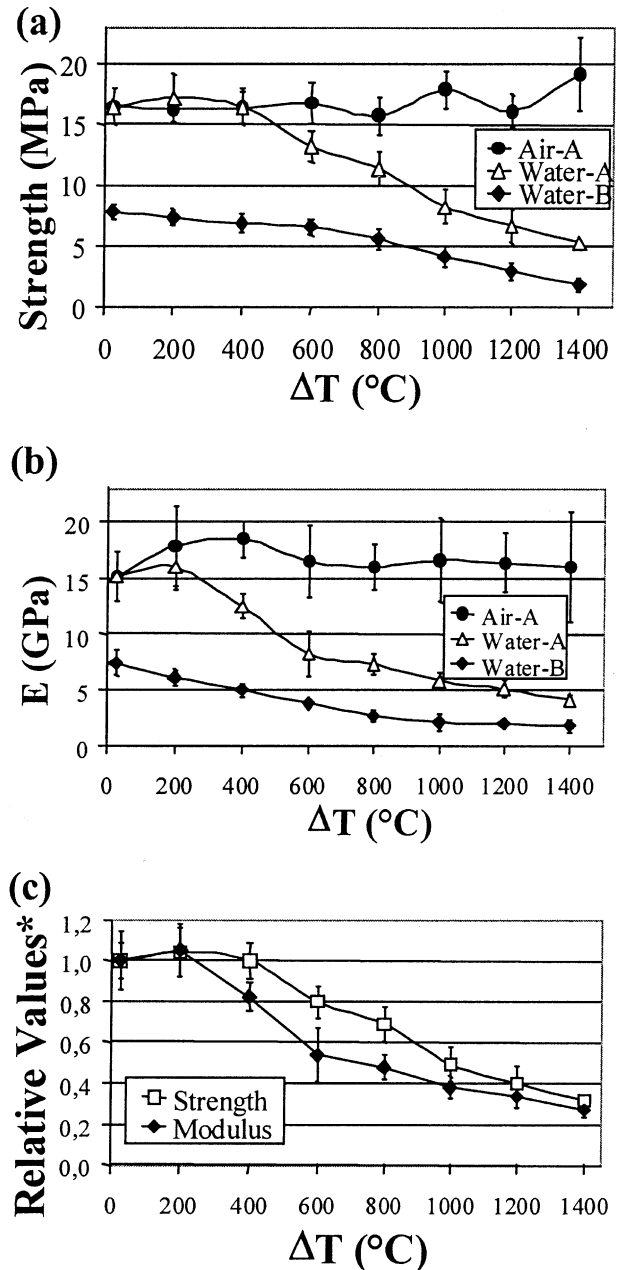 (a)
Strength (MPa)
20
15
10
5
0
Air-A
Water-A
Water-B
0 200 400 600 800 1000 1200 1400
ΔT (°C)
(b)
E (GPa)
20
15
10
5
0
Air-A
Water-A
Water-B
0 200 400 600 800 1000 1200 1400
ΔT (°C)
(c)
Relative Values*
1,2
1,0
0,8
0,6
0,4
0,2
0,0
Strength
Modulus
0 200 400 600 800 1000 1200 1400
ΔT (°C)